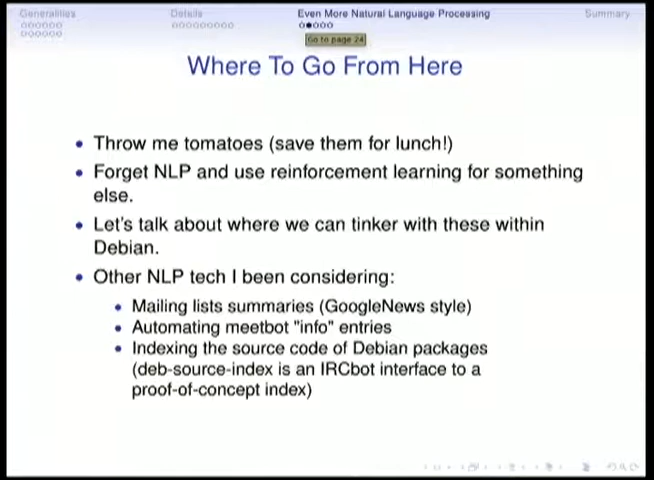 Generalities
Details
Even More Natural Language Processing
Summary
Go to page 24
Where To Go From Here
Throw me tomatoes (save them for lunch!)
Forget NLP and use reinforcement learning for something
else.
Let's talk about where we can tinker with these within
Debian.
Other NLP tech I been considering:
Mailing lists summaries (GoogleNews style)
Automating meetbot "info" entries
Indexing the source code of Debian packages
(deb-source-index is an IRCbot interface to a
proof-of-concept index)